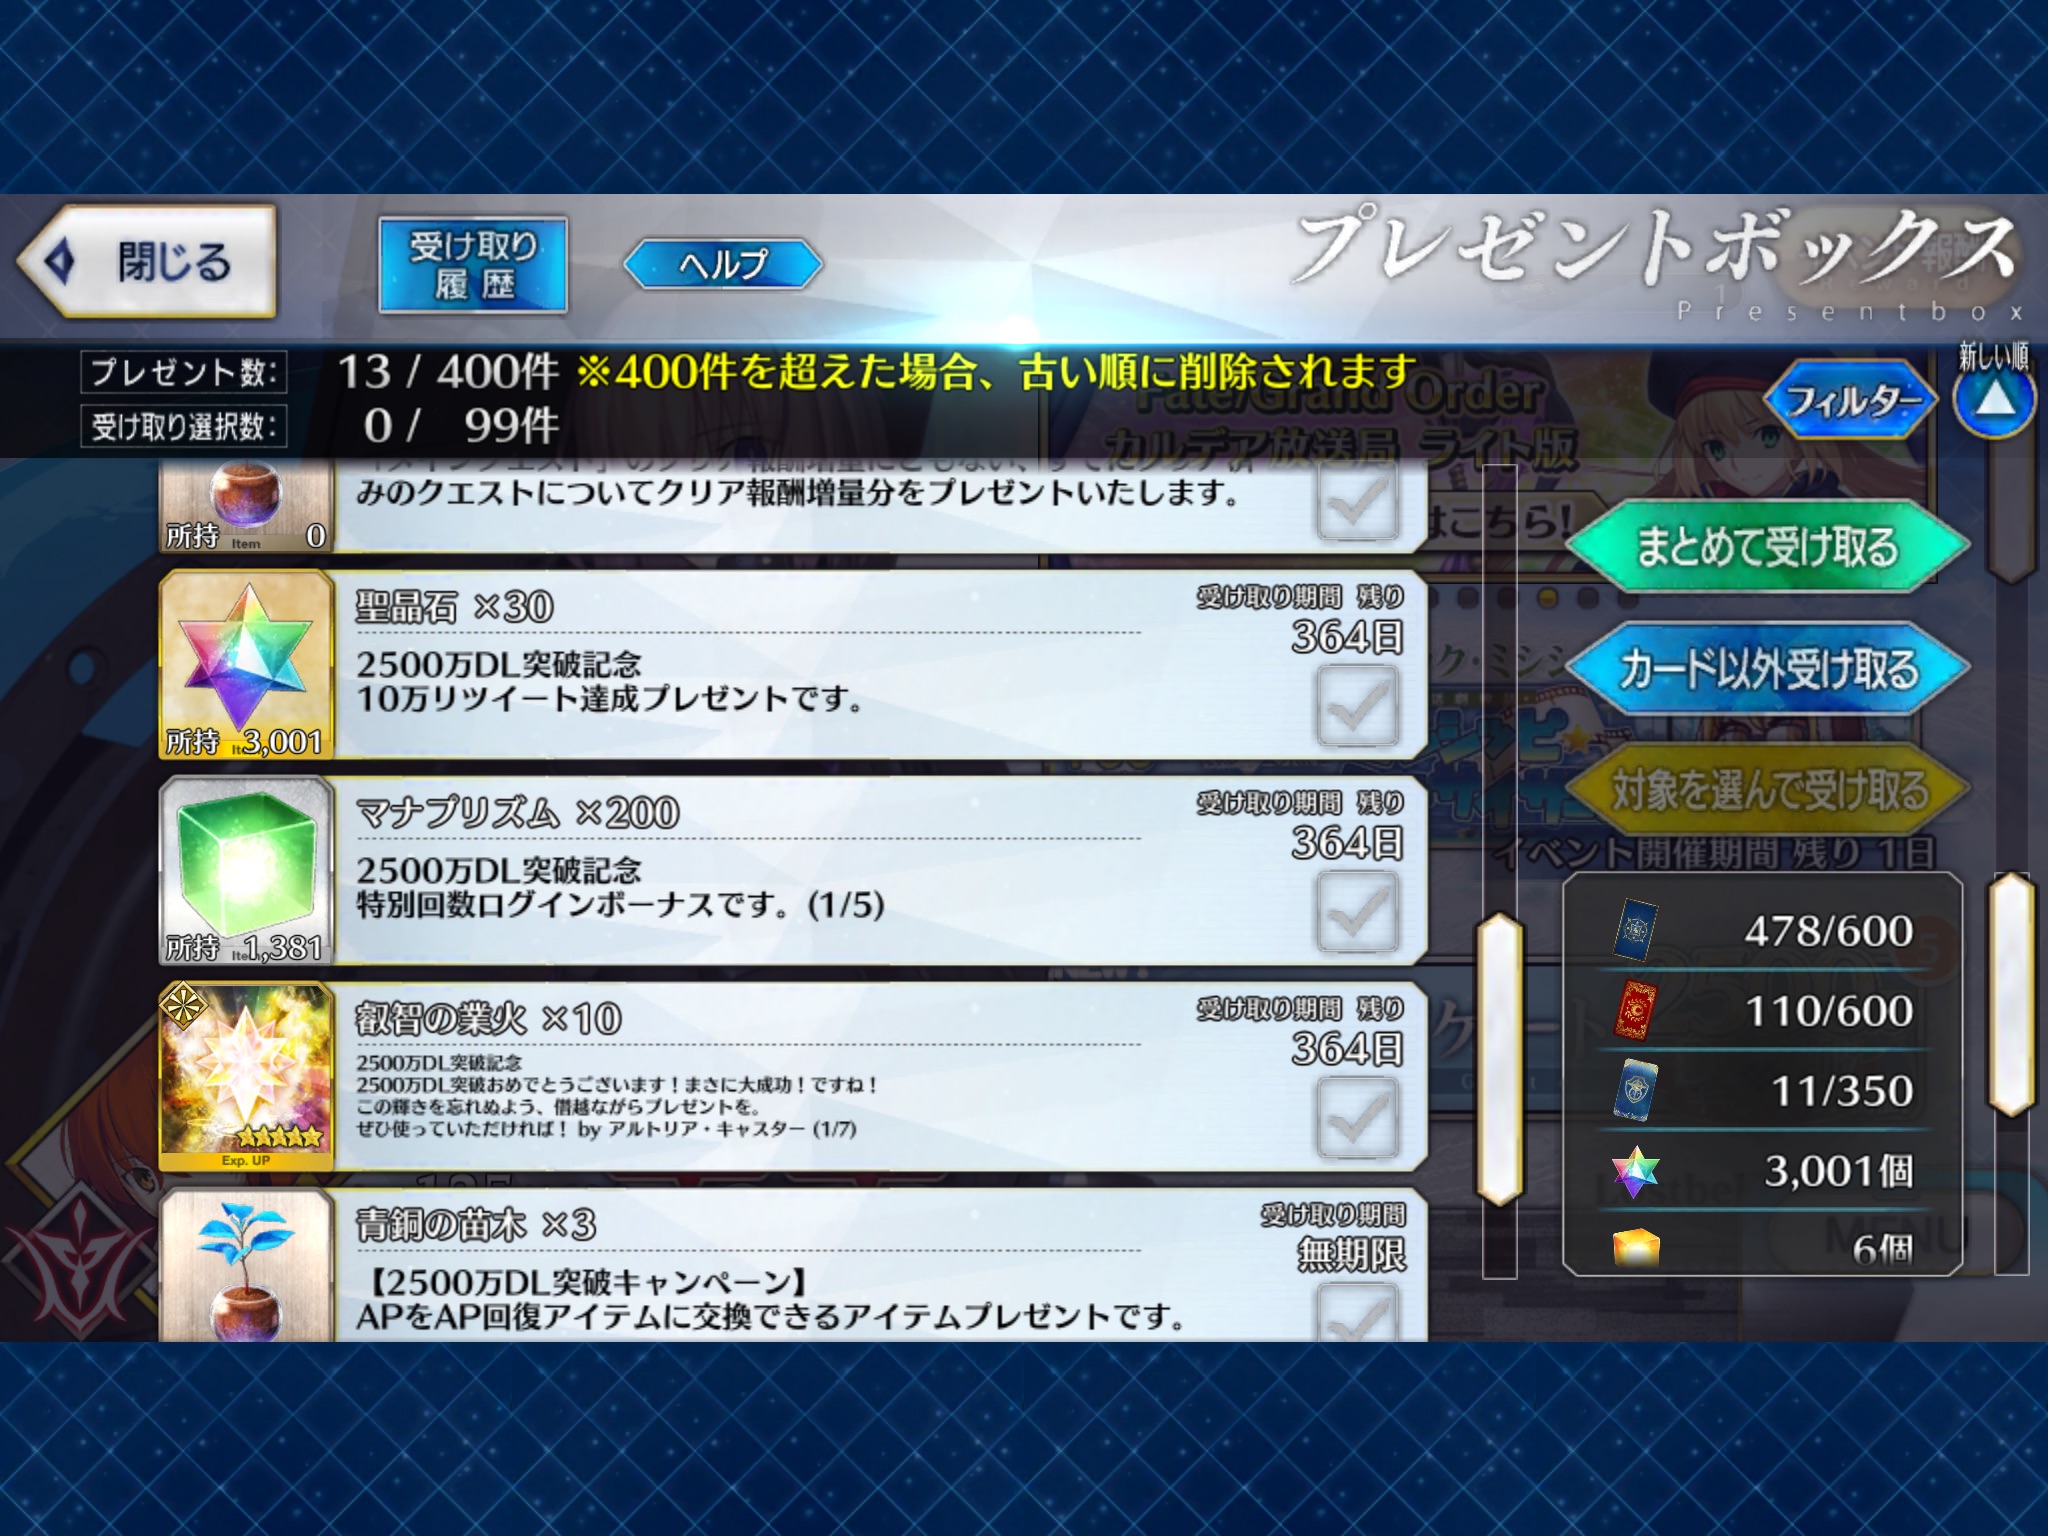 閉じる
受け取り
履歴
ヘルプ
プレゼントボックス
Presentbox
プレゼント数:
13 / 400件 ※400件を超えた場合、古い順に削除されます
受け取り選択数:
0 / 99件
フィルター
新しい順
Fate/Grand Order
カルデア放送局 ライト版
はこちら!
みのクエストについてクリア報酬増量分をプレゼントいたします。
所持 Item 0
聖晶石 ×30
受け取り期間 残り
364日
2500万DL突破記念
10万リツイート達成プレゼントです。
所持 3,001
マナプリズム ×200
受け取り期間 残り
364日
2500万DL突破記念
特別回数ログインボーナスです。(1/5)
所持 1,381
叡智の業火 ×10
受け取り期間 残り
364日
2500万DL突破記念
2500万DL突破おめでとうございます!まさに大成功!ですね!
この輝きを忘れぬよう、僭越ながらプレゼントを。
ぜひ使っていただければ! by アルトリア・キャスター (1/7)
Exp. UP
青銅の苗木 ×3
受け取り期間
無期限
【2500万DL突破キャンペーン】
APをAP回復アイテムに交換できるアイテムプレゼントです。
まとめて受け取る
カード以外受け取る
対象を選んで受け取る
イベント開催期間 残り 1日
478/600
110/600
11/350
3,001個
6個
MENU